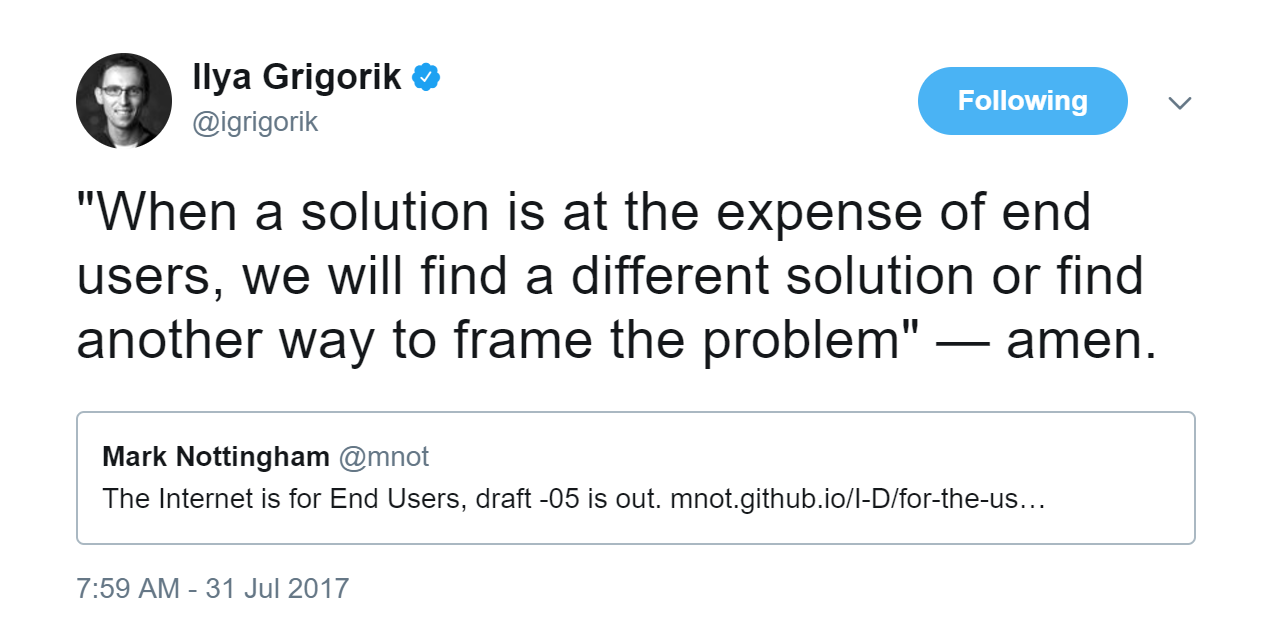 Ilya Grigorik
@igrigorik
Following
"When a solution is at the expense of end
users, we will find a different solution or find
another way to frame the problem" — amen.
Mark Nottingham @mnot
The Internet is for End Users, draft -05 is out. mnot.github.io/I-D/for-the-us…
7:59 AM - 31 Jul 2017